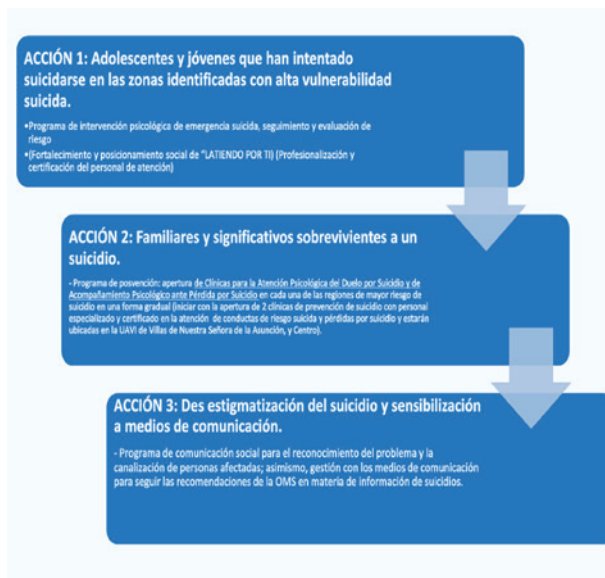 ACCIÓN 1: Adolescentes y jóvenes que han intentado
suicidarse en las zonas identificadas con alta vulnerabilidad
suicida.
•Programa de intervención psicológica de emergencia suicida, seguimiento y evaluación de
riesgo
•(Fortalecimiento y posicionamiento social de "LATIENDO POR TI) (Profesionalización y
certificación del personal de atención)
ACCIÓN 2: Familiares y significativos sobrevivientes a un
suicidio.
- Programa de posvención: apertura de Clínicas para la Atención Psicológica del Duelo por Suicidio y de
Acompañamiento Psicológico ante Pérdida por Suicidio en cada una de las regiones de mayor riesgo de
suicidio en una forma gradual (iniciar con la apertura de 2 clínicas de prevención de suicidio con personal
especializado y certificado en la atención de conductas de riesgo suicida y pérdidas por suicidio y estarán
ubicadas en la UAVI de Villas de Nuestra Señora de la Asunción, y Centro).
ACCIÓN 3: Des estigmatización del suicidio y sensibilización
a medios de comunicación.
- Programa de comunicación social para el reconocimiento del problema y la
canalización de personas afectadas; asimismo, gestión con los medios de comunicación
para seguir las recomendaciones de la OMS en materia de información de suicidios.